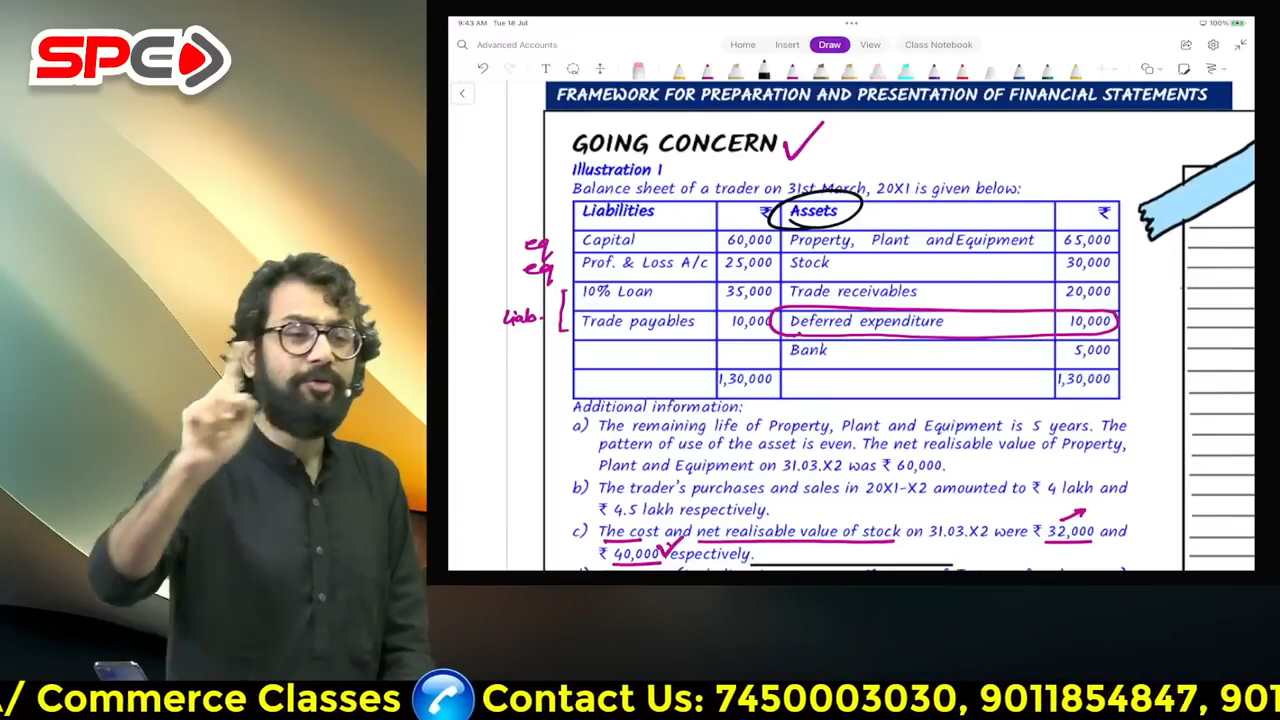 SPED
9:43 AM Tue 18 Jul
100%
Advanced Accounts
Home Insert Draw View Class Notebook
FRAMEWORK FOR PREPARATION AND PRESENTATION OF FINANCIAL STATEMENTS
GOING CONCERN
Illustration 1
Balance sheet of a trader on 31st March, 20X1 is given below:
Liabilities ₹ Assets ₹
eq Capital 60,000 Property, Plant and Equipment 65,000
eq Prof. & Loss A/c 25,000 Stock 30,000
10% Loan 35,000 Trade receivables 20,000
Liab. Trade payables 10,000 Deferred expenditure 10,000
Bank 5,000
1,30,000 1,30,000
Additional information:
a) The remaining life of Property, Plant and Equipment is 5 years. The
pattern of use of the asset is even. The net realisable value of Property,
Plant and Equipment on 31.03.X2 was ₹ 60,000.
b) The trader's purchases and sales in 20X1-X2 amounted to ₹ 4 lakh and
₹ 4.5 lakh respectively.
c) The cost and net realisable value of stock on 31.03.X2 were ₹ 32,000 and
₹ 40,000 respectively.
/ Commerce Classes Contact Us: 7450003030, 9011854847, 901